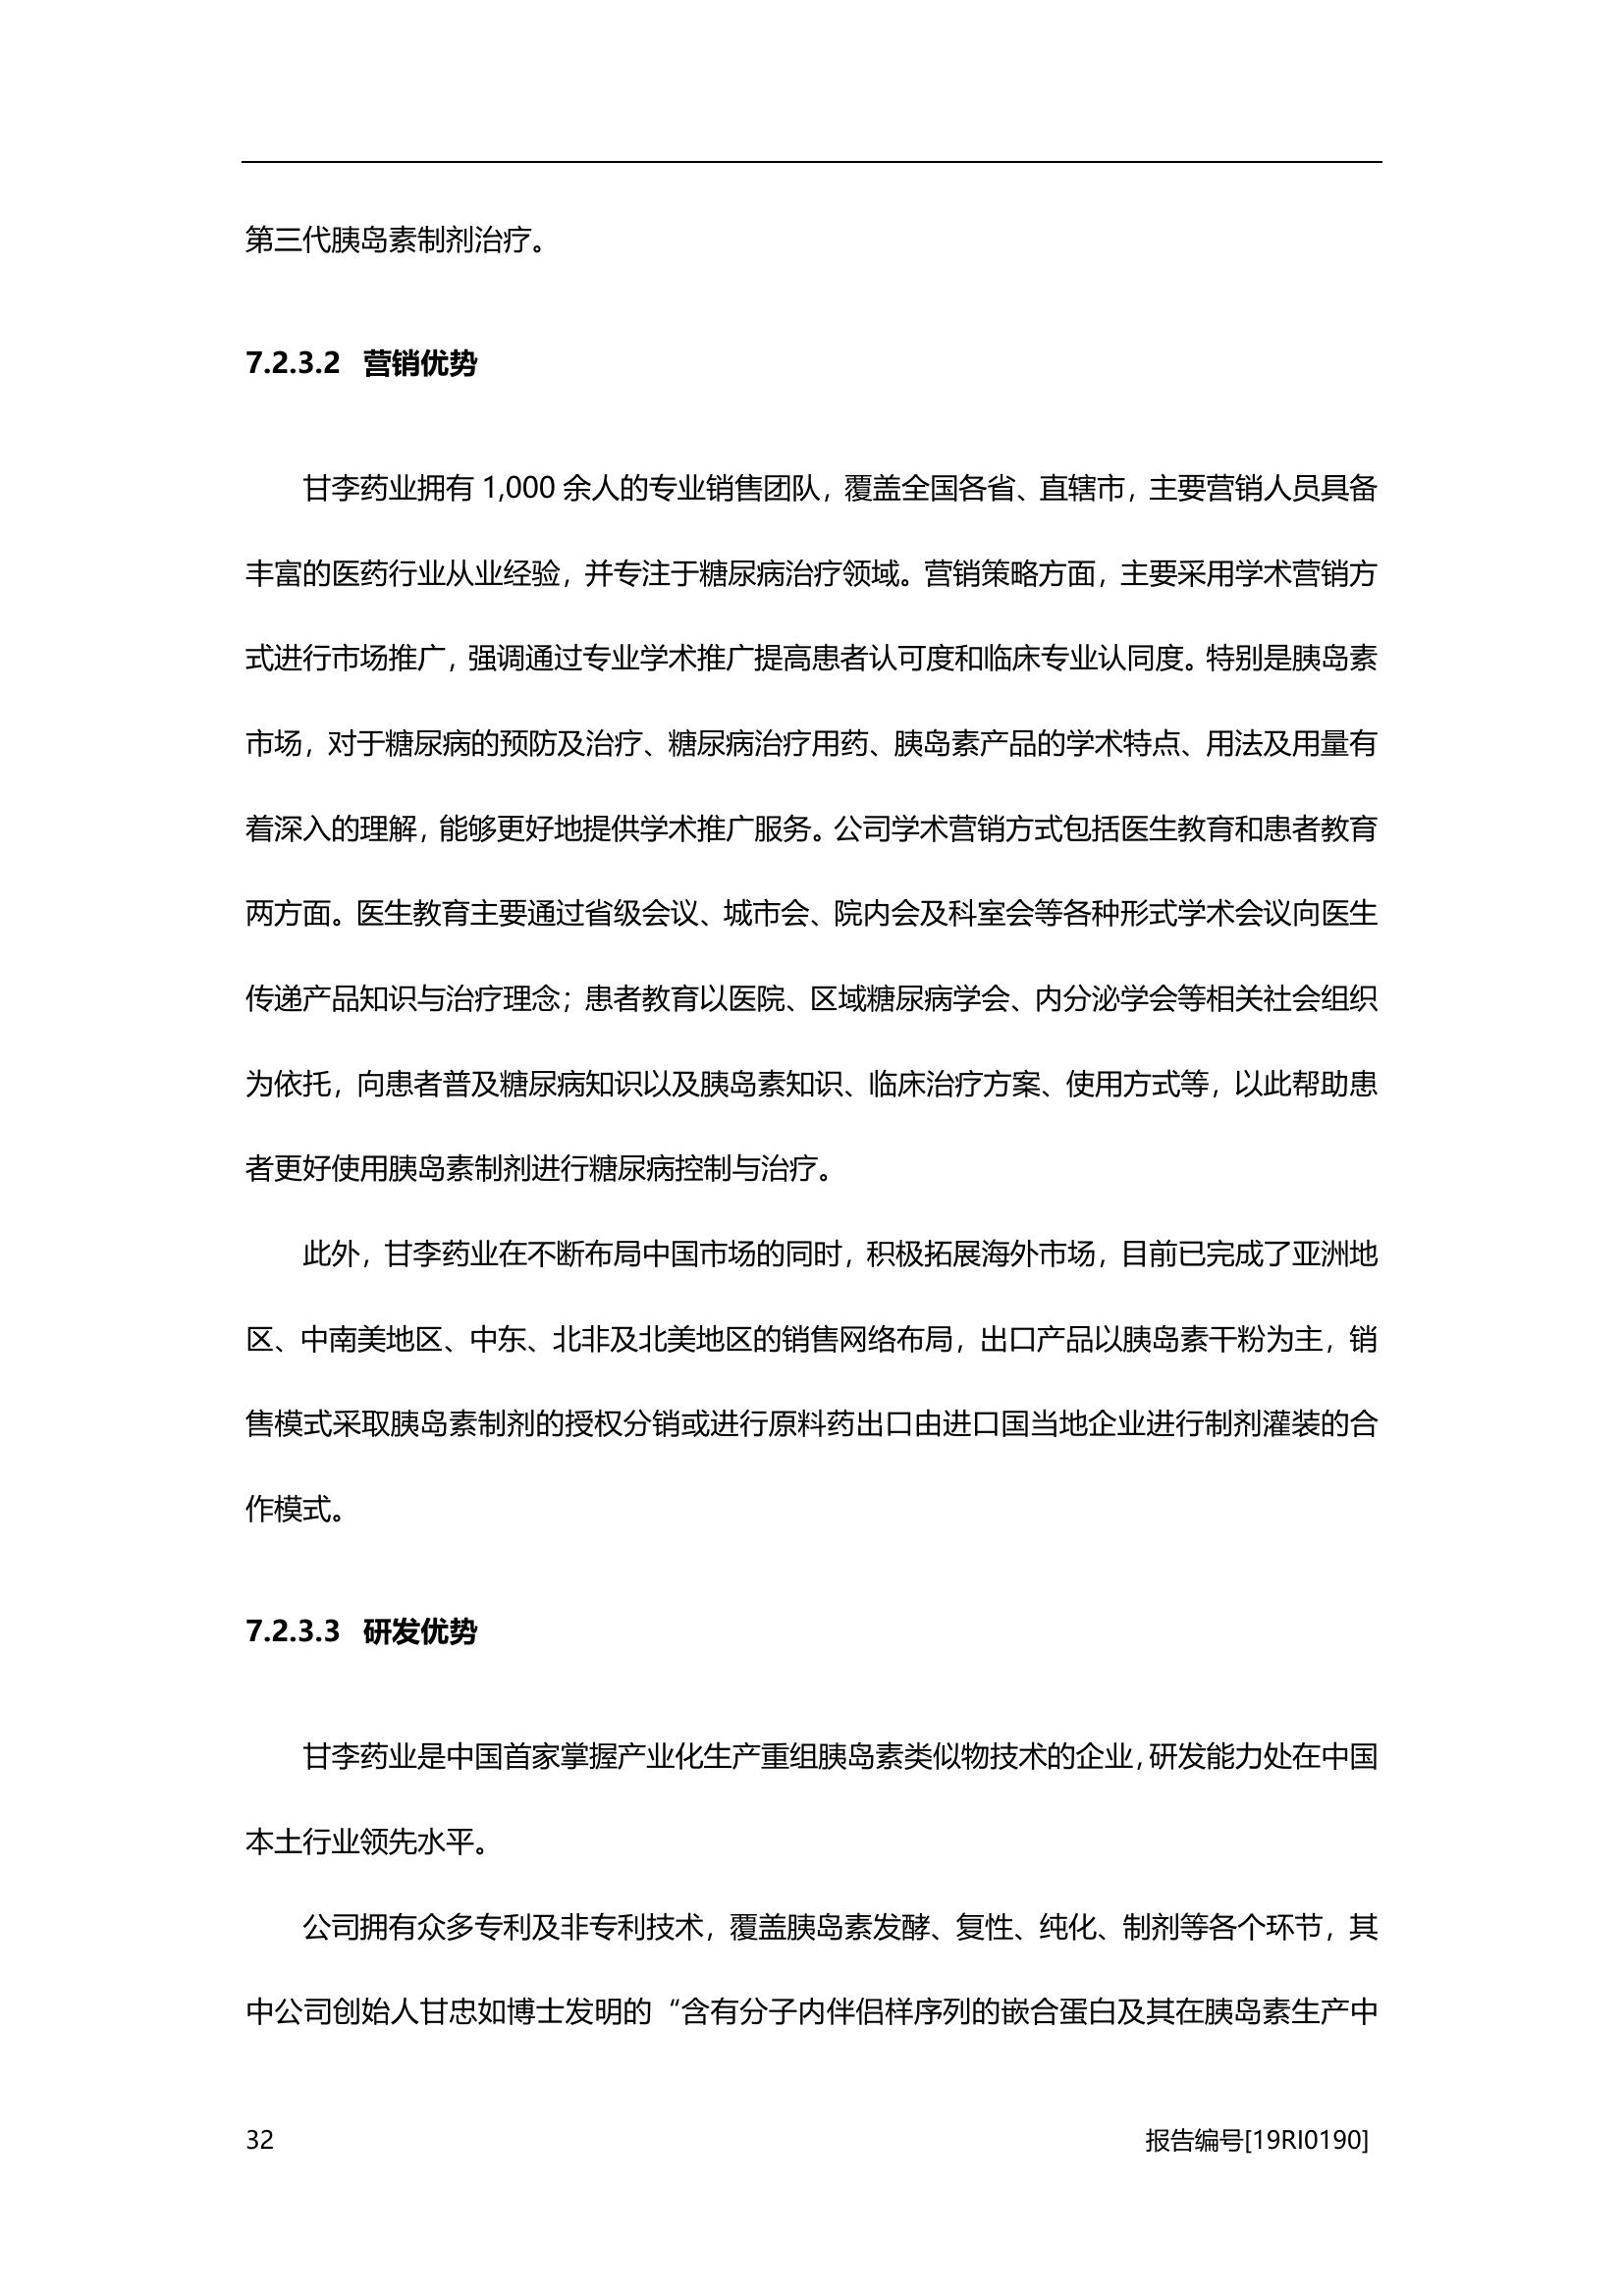 第三代胰岛素制剂治疗。
7.2.3.2 营销优势
甘李药业拥有 1,000 余人的专业销售团队，覆盖全国各省、直辖市，主要营销人员具备
丰富的医药行业从业经验，并专注于糖尿病治疗领域。营销策略方面，主要采用学术营销方
式进行市场推广，强调通过专业学术推广提高患者认可度和临床专业认同度。特别是胰岛素
市场，对于糖尿病的预防及治疗、糖尿病治疗用药、胰岛素产品的学术特点、用法及用量有
着深入的理解，能够更好地提供学术推广服务。公司学术营销方式包括医生教育和患者教育
两方面。医生教育主要通过省级会议、城市会、院内会及科室会等各种形式学术会议向医生
传递产品知识与治疗理念；患者教育以医院、区域糖尿病学会、内分泌学会等相关社会组织
为依托，向患者普及糖尿病知识以及胰岛素知识、临床治疗方案、使用方式等，以此帮助患
者更好使用胰岛素制剂进行糖尿病控制与治疗。
此外，甘李药业在不断布局中国市场的同时，积极拓展海外市场，目前已完成了亚洲地
区、中南美地区、中东、北非及北美地区的销售网络布局，出口产品以胰岛素干粉为主，销
售模式采取胰岛素制剂的授权分销或进行原料药出口由进口国当地企业进行制剂灌装的合
作模式。
7.2.3.3 研发优势
甘李药业是中国首家掌握产业化生产重组胰岛素类似物技术的企业，研发能力处在中国
本土行业领先水平。
公司拥有众多专利及非专利技术，覆盖胰岛素发酵、复性、纯化、制剂等各个环节，其
中公司创始人甘忠如博士发明的“含有分子内伴侣样序列的嵌合蛋白及其在胰岛素生产中
32 报告编号[19RI0190]